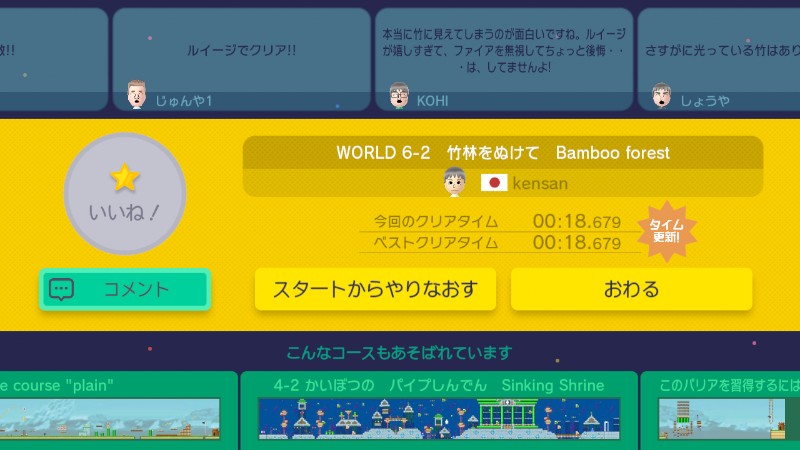 !!
ルイージでクリア!!
じゅんや1
本当に竹に見えてしまうのが面白いですね。ルイージ
が嬉しすぎて、ファイアを無視してちょっと後悔・・
・は、してませんよ!
KOHI
さすがに光っている竹はあり
しょうや
いいね!
WORLD 6-2 竹林をぬけて Bamboo forest
kensan
今回のクリアタイム 00:18.679
ベストクリアタイム 00:18.679
タイム
更新!
コメント
スタートからやりなおす
おわる
こんなコースもあそばれています
e course "plain"
4-2 かいぼつの パイプしんでん Sinking Shrine
このバリアを習得するには